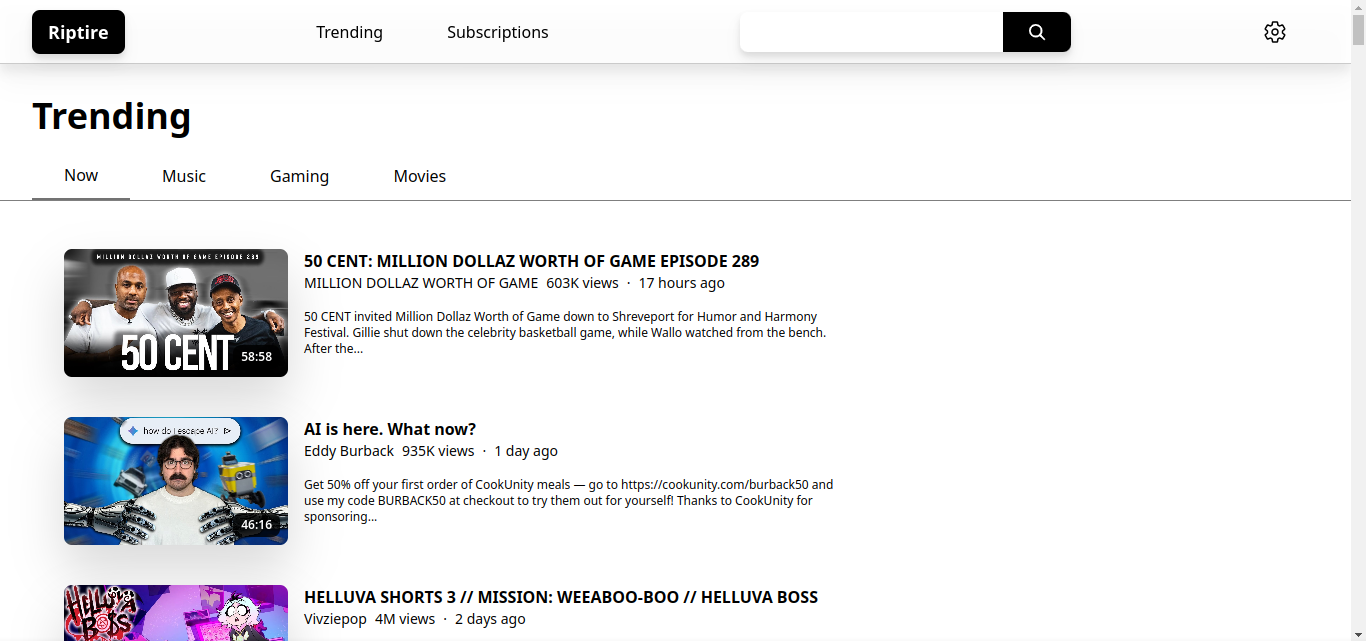 Riptire
Trending
Subscriptions
Trending
Now
Music
Gaming
Movies
MILLION DOLLAZ WORTH OF GAME EPISODE 289
50 CENT
58:58
50 CENT: MILLION DOLLAZ WORTH OF GAME EPISODE 289
MILLION DOLLAZ WORTH OF GAME 603K views · 17 hours ago
50 CENT invited Million Dollaz Worth of Game down to Shreveport for Humor and Harmony
Festival. Gillie shut down the celebrity basketball game, while Wallo watched from the bench.
After the...
how do I escape AI?
46:16
AI is here. What now?
Eddy Burback 935K views · 1 day ago
Get 50% off your first order of CookUnity meals — go to https://cookunity.com/burback50 and
use my code BURBACK50 at checkout to try them out for yourself! Thanks to CookUnity for
sponsoring...
HELLUVA
BOSS
HELLUVA SHORTS 3 // MISSION: WEEABOO-BOO // HELLUVA BOSS
Vivziepop 4M views · 2 days ago